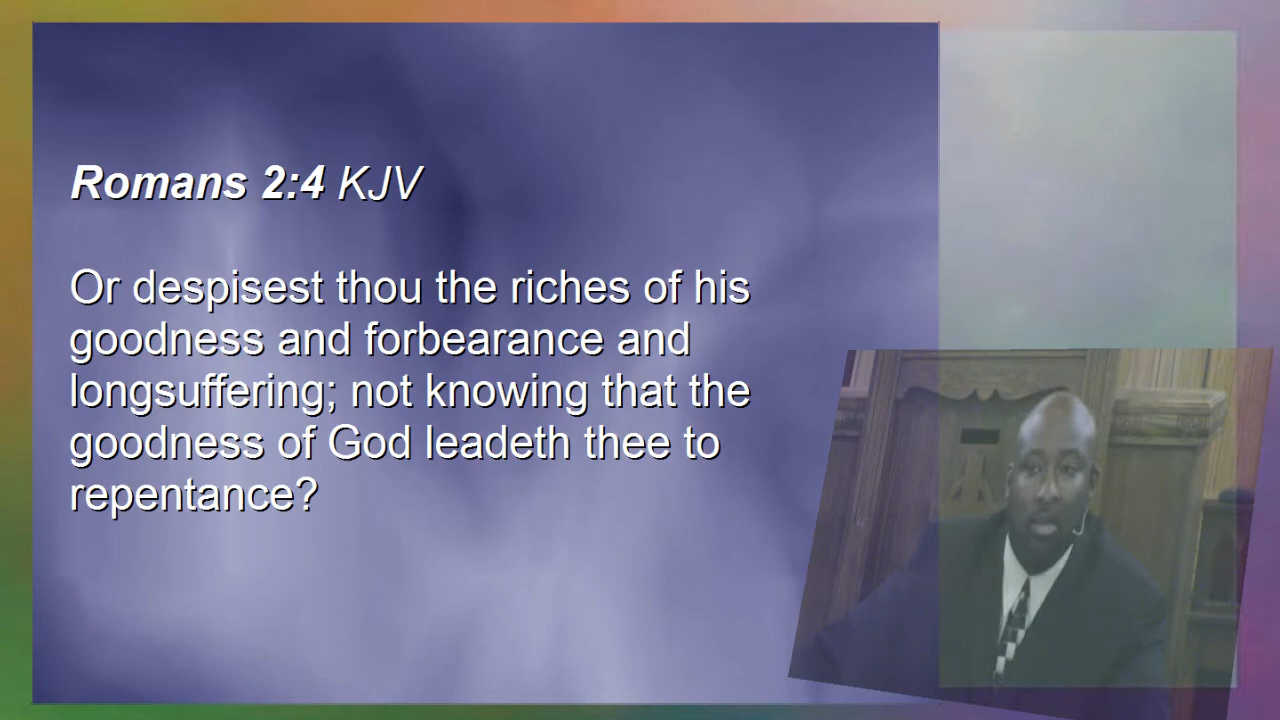 Romans 2:4 KJV
Or despisest thou the riches of his
goodness and forbearance and
longsuffering; not knowing that the
goodness of God leadeth thee to
repentance?